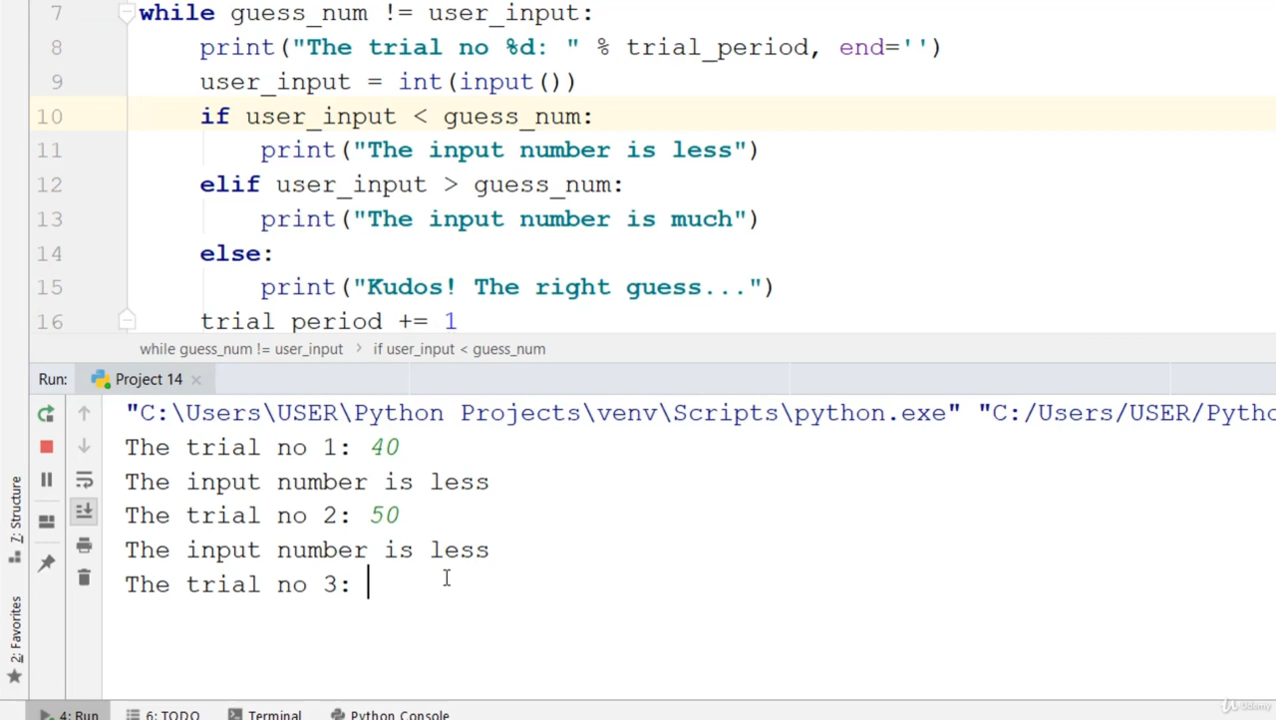 7 while guess_num != user_input:
8 print("The trial no %d: " % trial_period, end='')
9 user_input = int(input())
10 if user_input < guess_num:
11 print("The input number is less")
12 elif user_input > guess_num:
13 print("The input number is much")
14 else:
15 print("Kudos! The right guess...")
16 trial_period += 1
while guess_num != user_input › if user_input < guess_num
Run: Project 14 ×
"C:\Users\USER\Python Projects\venv\Scripts\python.exe" "C:/Users/USER/Pytho
The trial no 1: 40
The input number is less
The trial no 2: 50
The input number is less
The trial no 3:
7: Structure
2: Favorites
4: Run 6: TODO Terminal Python Console
Udemy